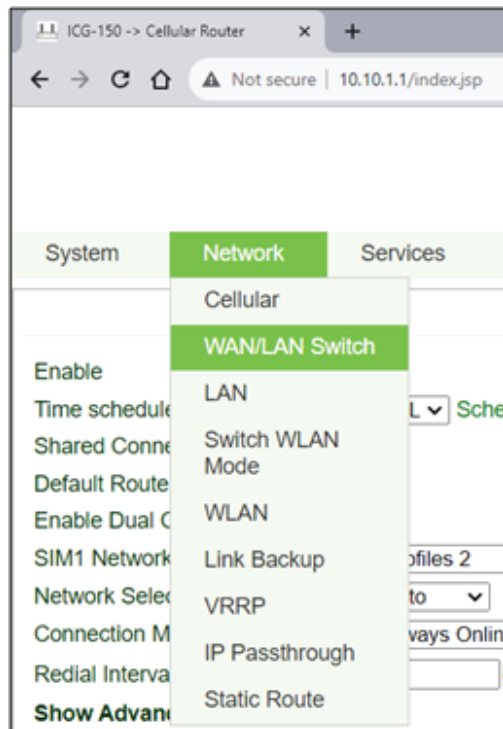 ICG-150 -> Cellular Router
Not secure | 10.10.1.1/index.jsp
System Network Services
Cellular
WAN/LAN Switch
Enable
LAN
Time schedule L Sche
Switch WLAN
Mode
Shared Conne
Default Route
WLAN
Enable Dual
SIM1 Network Link Backup ofiles 2
Network Selec VRRP to
Connection M ways Onlin
IP Passthrough
Redial Interva
Static Route
Show Advan